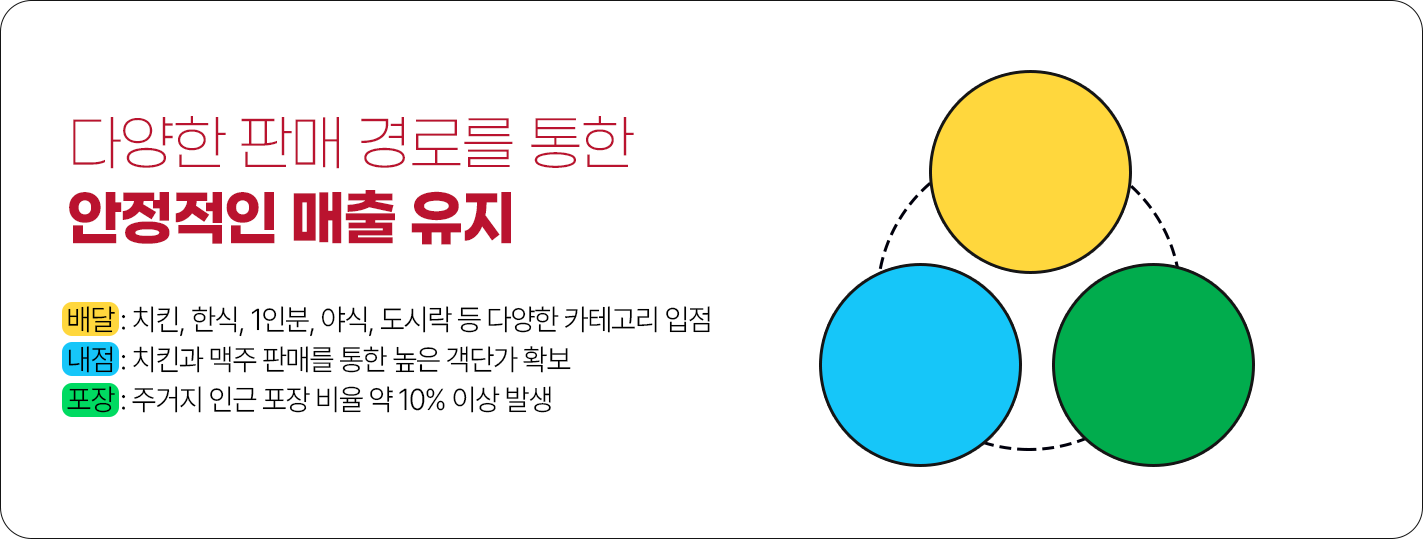 다양한 판매 경로를 통한
안정적인 매출 유지
배달 : 치킨, 한식, 1인분, 야식, 도시락 등 다양한 카테고리 입점
내점 : 치킨과 맥주 판매를 통한 높은 객단가 확보
포장 : 주거지 인근 포장 비율 약 10% 이상 발생